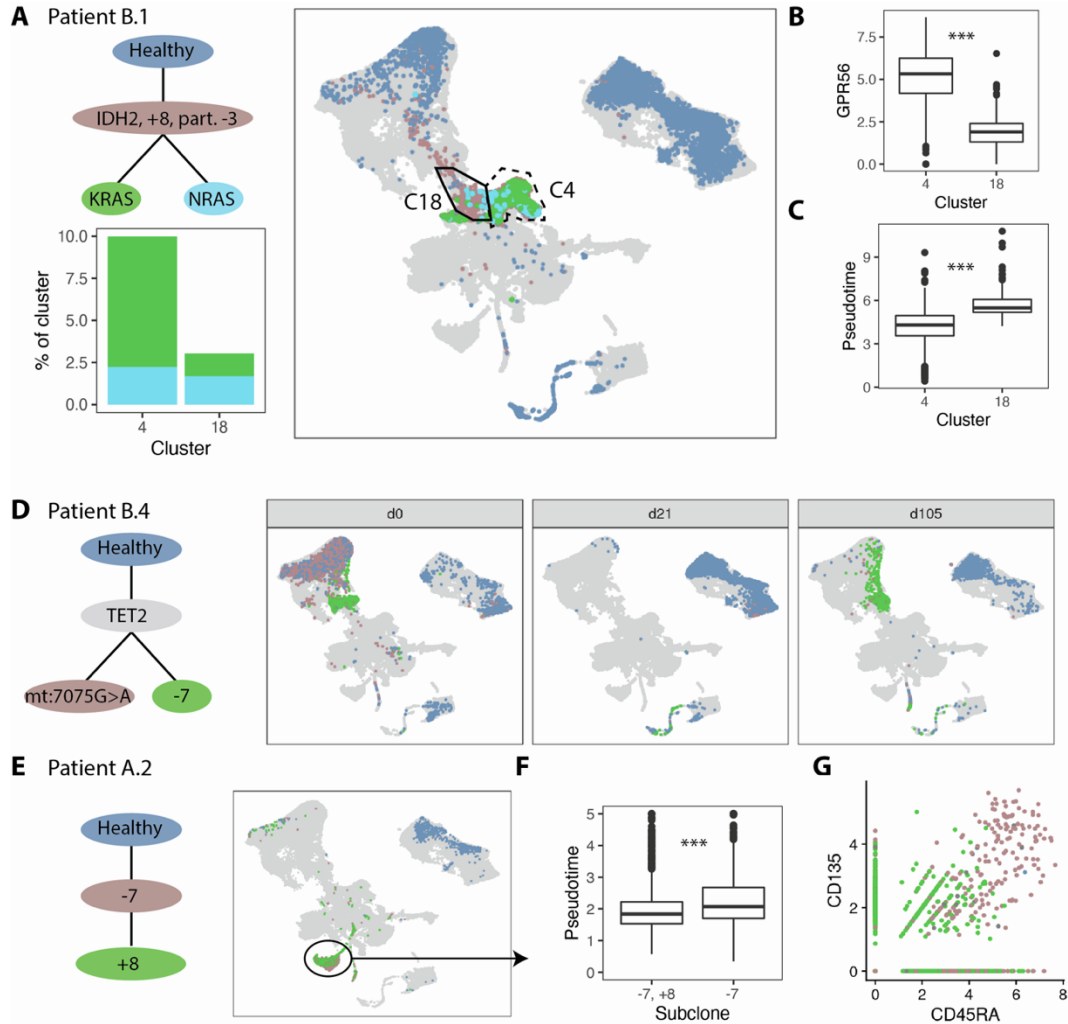 A Patient B.1
Healthy
IDH2, +8, part. -3
KRAS NRAS
10.0
7.5
5.0
2.5
0.0
% of cluster
4 18
Cluster
C18 C4
B
7.5
5.0
2.5
0.0
GPR56
***
4 18
Cluster
C
9
6
3
0
Pseudotime
***
4 18
Cluster
D Patient B.4
Healthy
TET2
mt:7075G>A -7
d0 d21 d105
E Patient A.2
Healthy
-7
+8
F
5
4
3
2
1
0
Pseudotime
***
-7, +8 -7
Subclone
G
4
2
0
CD135
0 2 4 6 8
CD45RA